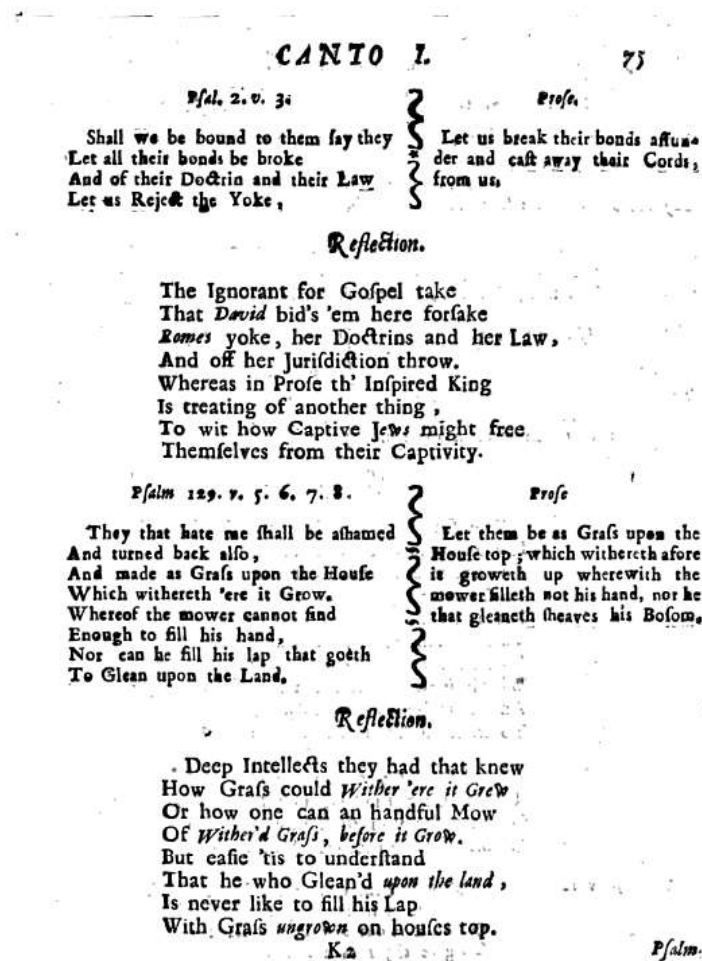 CANTO I. 75
Pſal. 2. v. 3.
Shall we be bound to them ſay they
Let all their bonds be broke
And of their Doctrin and their Law
Let us Reject the Yoke,
Proſe.
Let us break their bonds aſſun-
der and caſt away their Cords,
from us.
Reflection.
The Ignorant for Goſpel take
That David bid's 'em here forſake
Romes yoke, her Doctrins and her Law,
And off her Juriſdiction throw.
Whereas in Proſe th' Inſpired King
Is treating of another thing,
To wit how Captive Jews might free
Themſelves from their Captivity.
Pſalm 129. v. 5. 6. 7. 8.
They that hate me ſhall be aſhamed
And turned back alſo,
And made as Graſs upon the Houſe
Which withereth 'ere it Grow.
Whereof the mower cannot find
Enough to fill his hand,
Nor can he fill his lap that goeth
To Glean upon the Land.
Proſe
Let them be as Graſs upon the
Houſe top; which withereth afore
it groweth up wherewith the
mower filleth not his hand, nor he
that gleaneth ſheaves his Boſom.
Reflection.
Deep Intellects they had that knew
How Graſs could Wither 'ere it Grew
Or how one can an handful Mow
Of Wither'd Graſs, before it Grow.
But eaſie 'tis to underſtand
That he who Glean'd upon the land,
Is never like to fill his Lap
With Graſs ungrown on houſes top.
K2 Pſalm.